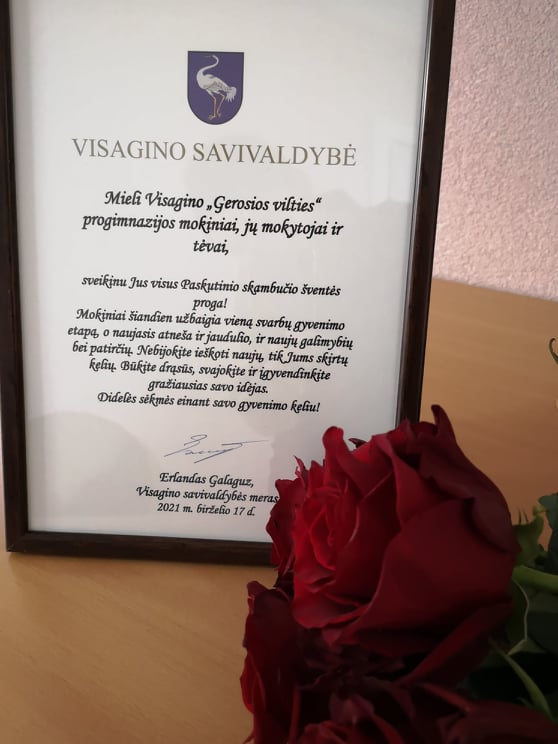 VISAGINO SAVIVALDYBĖ
Mieli Visagino „Gerosios vilties“
progimnazijos mokiniai, jų mokytojai ir
tėvai,
sveikinu Jus visus Paskutinio skambučio šventės
proga!
Mokiniai šiandien užbaigia vieną svarbų gyvenimo
etapą, o naujasis atneša ir jaudulio, ir naujų galimybių
bei patirčių. Nebijokite ieškoti naujų, tik Jums skirtų
kelių. Būkite drąsūs, svajokite ir įgyvendinkite
gražiausias savo idėjas.
Didelės sėkmės einant savo gyvenimo keliu!
Erlandas Galaguz,
Visagino savivaldybės meras
2021 m. birželio 17 d.